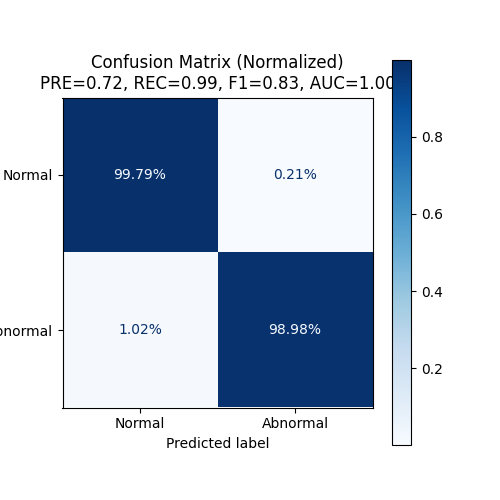 Confusion Matrix (Normalized)
PRE=0.72, REC=0.99, F1=0.83, AUC=1.00
0.8
Normal
99.79%
0.21%
0.6
0.4
bnormal
1.02%
98.98%
0.2
Normal
Abnormal
Predicted label